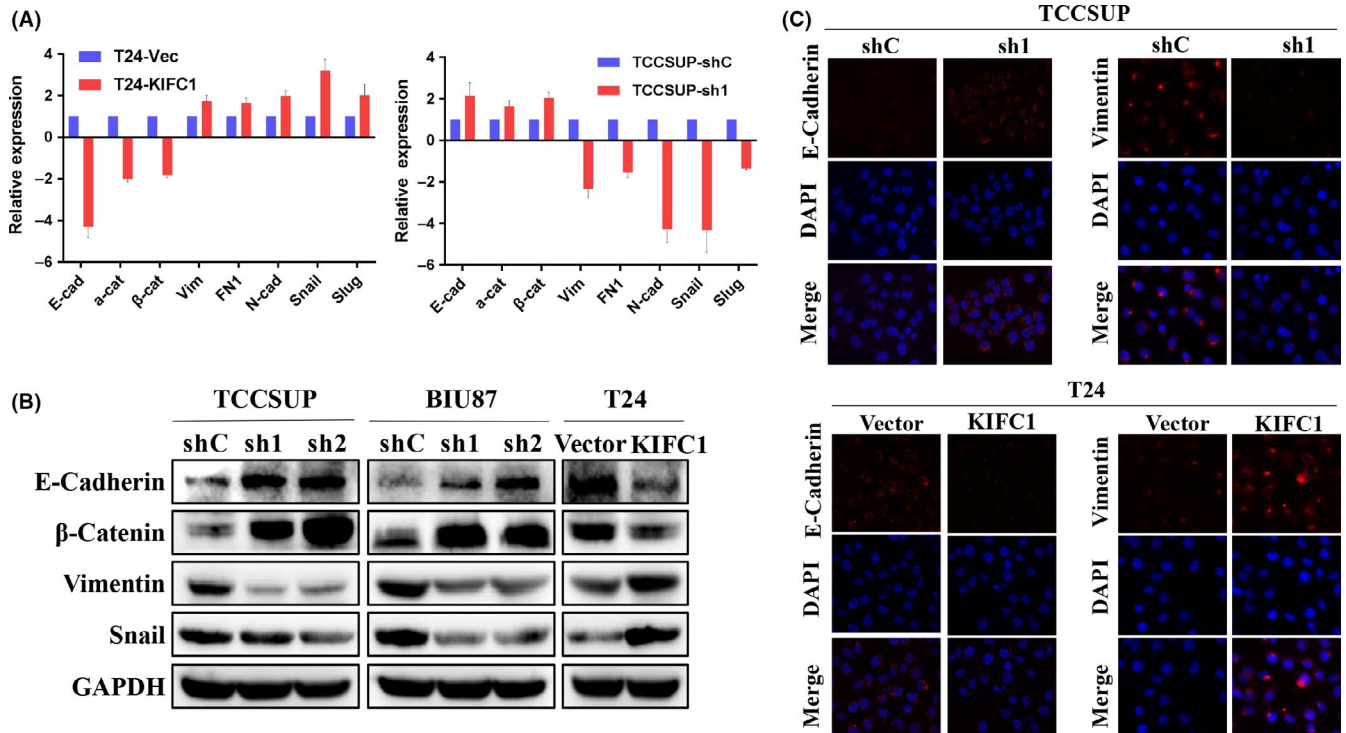 (A)
T24-Vec
T24-KIFC1
Relative expression
4
2
0
−2
−4
−6
E-cad
a-cat
β-cat
Vim
FN1
N-cad
Snail
Slug
TCCSUP-shC
TCCSUP-sh1
Relative expression
4
2
0
−2
−4
−6
E-cad
a-cat
β-cat
Vim
FN1
N-cad
Snail
Slug
(B)
TCCSUP BIU87 T24
shC sh1 sh2 shC sh1 sh2 Vector KIFC1
E-Cadherin
β-Catenin
Vimentin
Snail
GAPDH
(C)
TCCSUP
shC sh1 shC sh1
E-Cadherin Vimentin
DAPI DAPI
Merge Merge
T24
Vector KIFC1 Vector KIFC1
E-Cadherin Vimentin
DAPI DAPI
Merge Merge